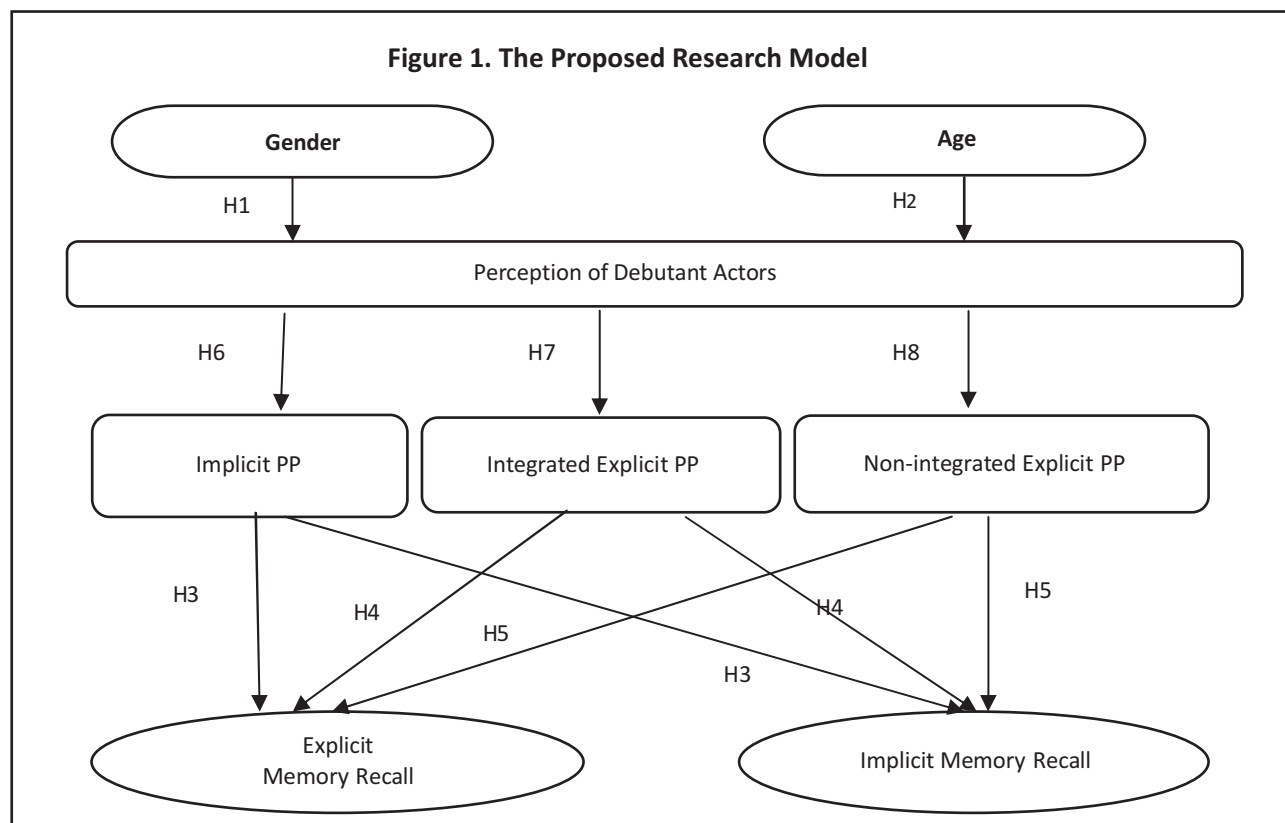 Figure 1. The Proposed Research Model
Gender
Age
H1
H2
Perception of Debutant Actors
H6
H7
H8
Implicit PP
Integrated Explicit PP
Non-integrated Explicit PP
H3
H4
H5
H4
H5
H3
Explicit
Memory Recall
Implicit Memory Recall